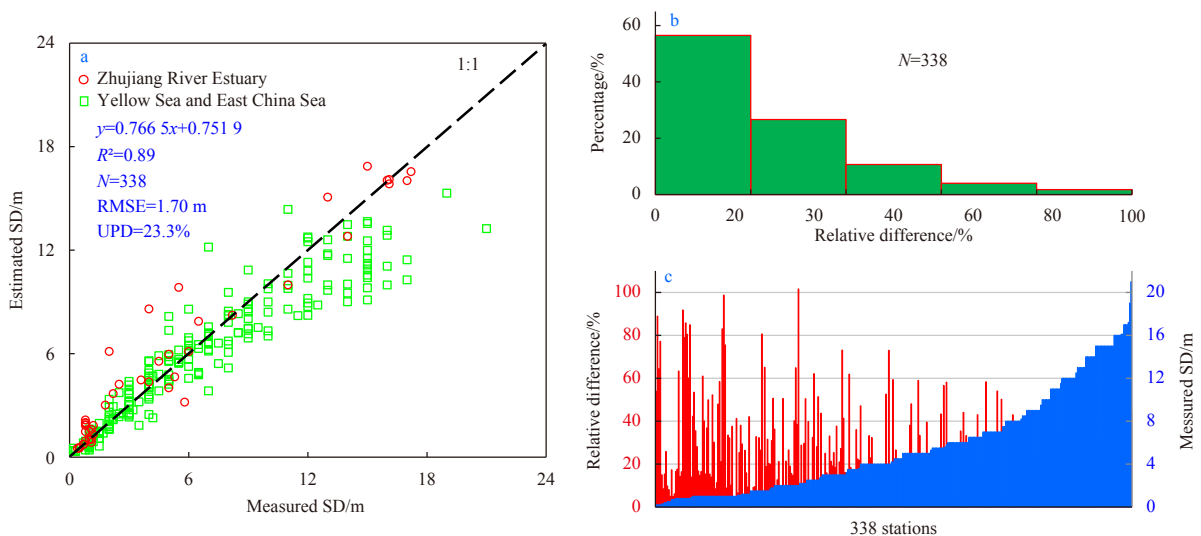 a
1:1
Zhujiang River Estuary
Yellow Sea and East China Sea
y=0.766 5x+0.751 9
R²=0.89
N=338
RMSE=1.70 m
UPD=23.3%
24
18
12
6
0
6
12
18
24
Estimated SD/m
Measured SD/m
b
N=338
60
40
20
0
Percentage/%
0
20
20
40
60
80
100
Relative difference/%
c
100
80
60
40
20
0
Relative difference/%
20
16
12
8
4
0
Messured SD/m
338 stations